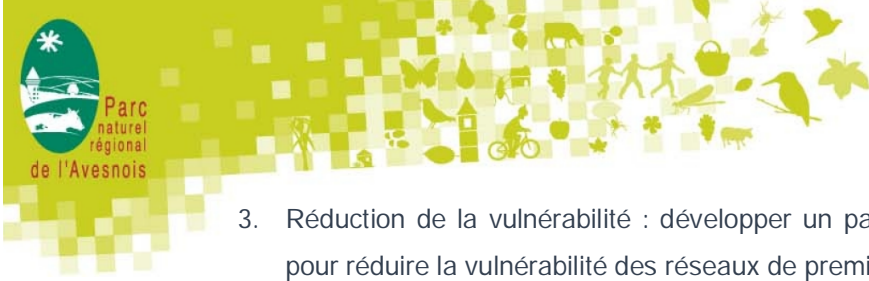 Parc
naturel
régional
de l'Avesnois
3. Réduction de la vulnérabilité : développer un pa
pour réduire la vulnérabilité des réseaux de premi